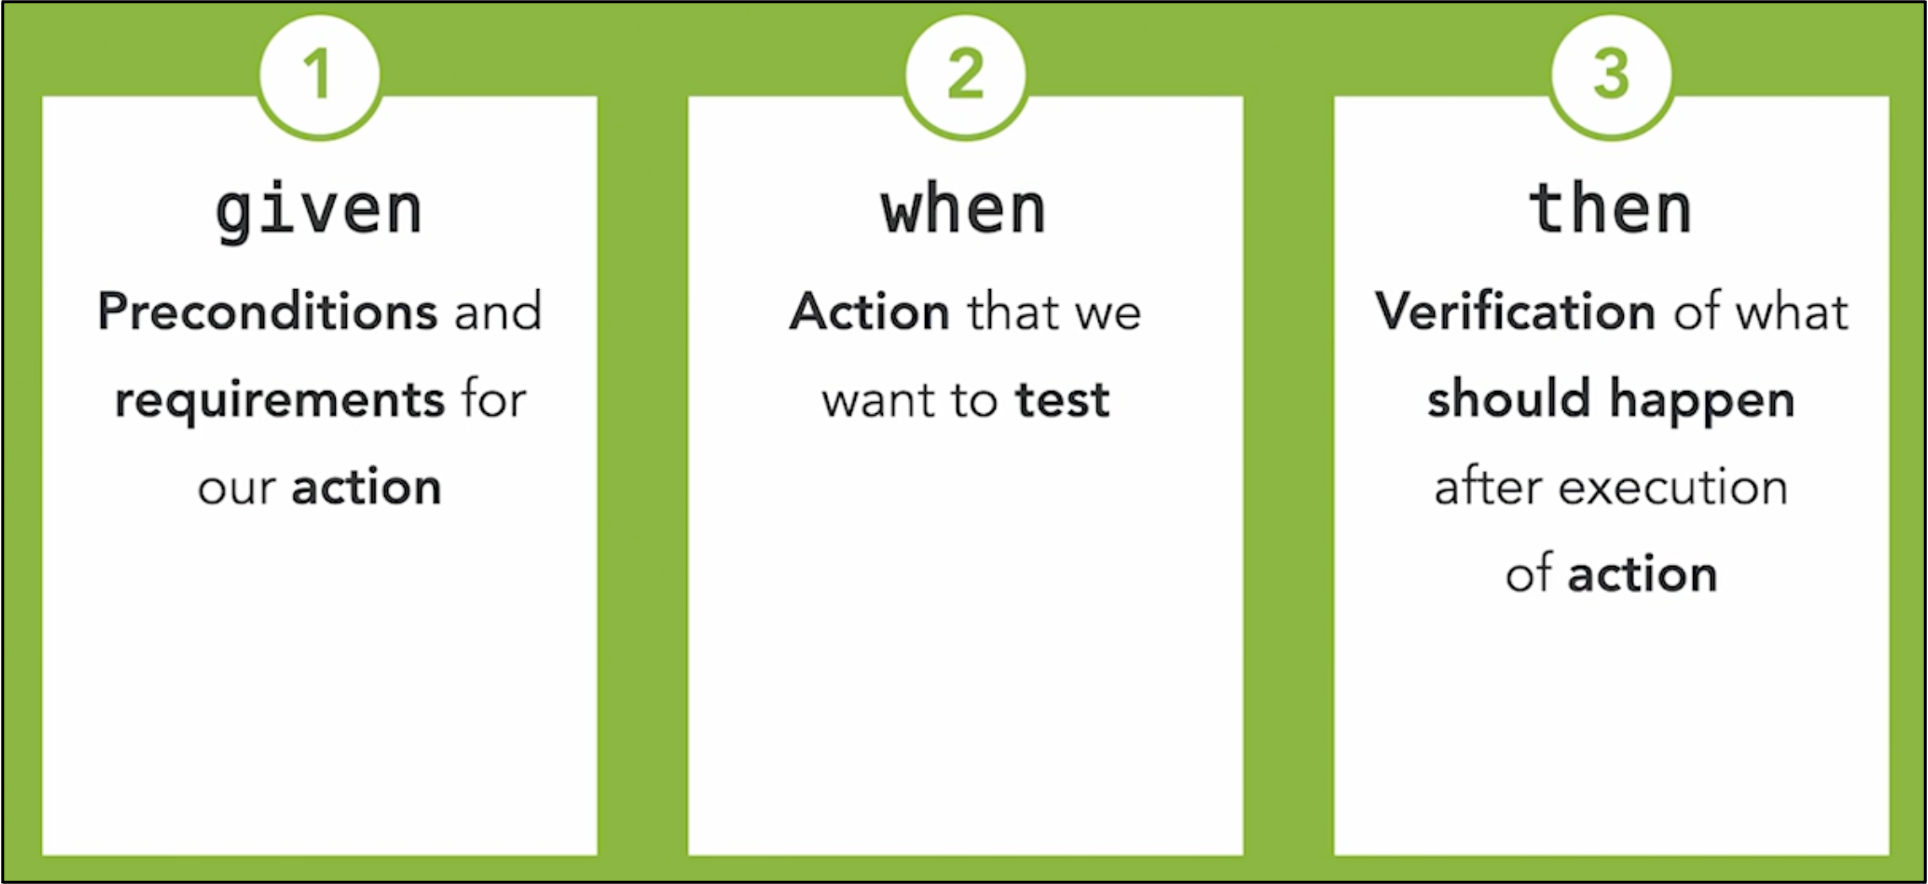 1
given
Preconditions and
requirements for
our action
2
when
Action that we
want to test
3
then
Verification of what
should happen
after execution
of action